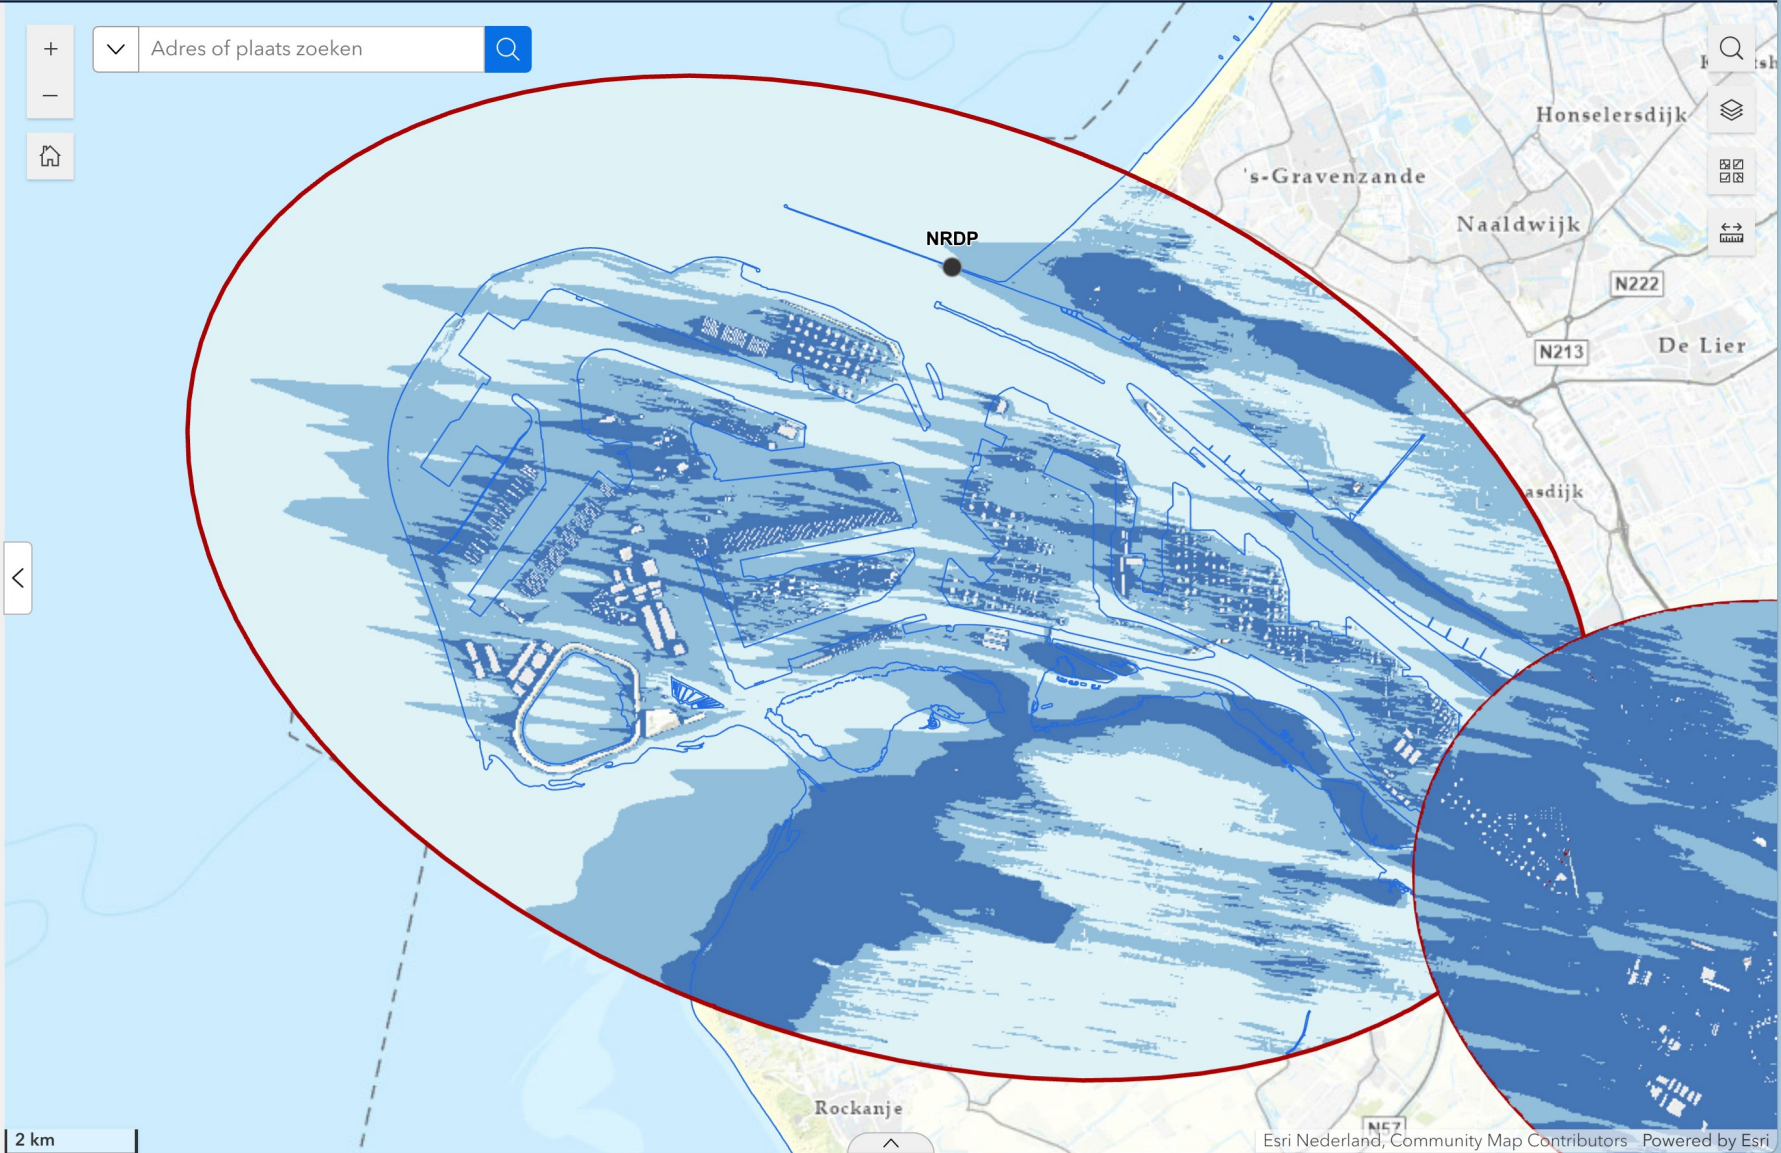 Adres of plaats zoeken
Honselersdijk
's-Gravenzande
Naaldwijk
NRDP
N222
De Lier
N213
asdijk
Rockanje
N57
2 km
Esri Nederland, Community Map Contributors Powered by Esri